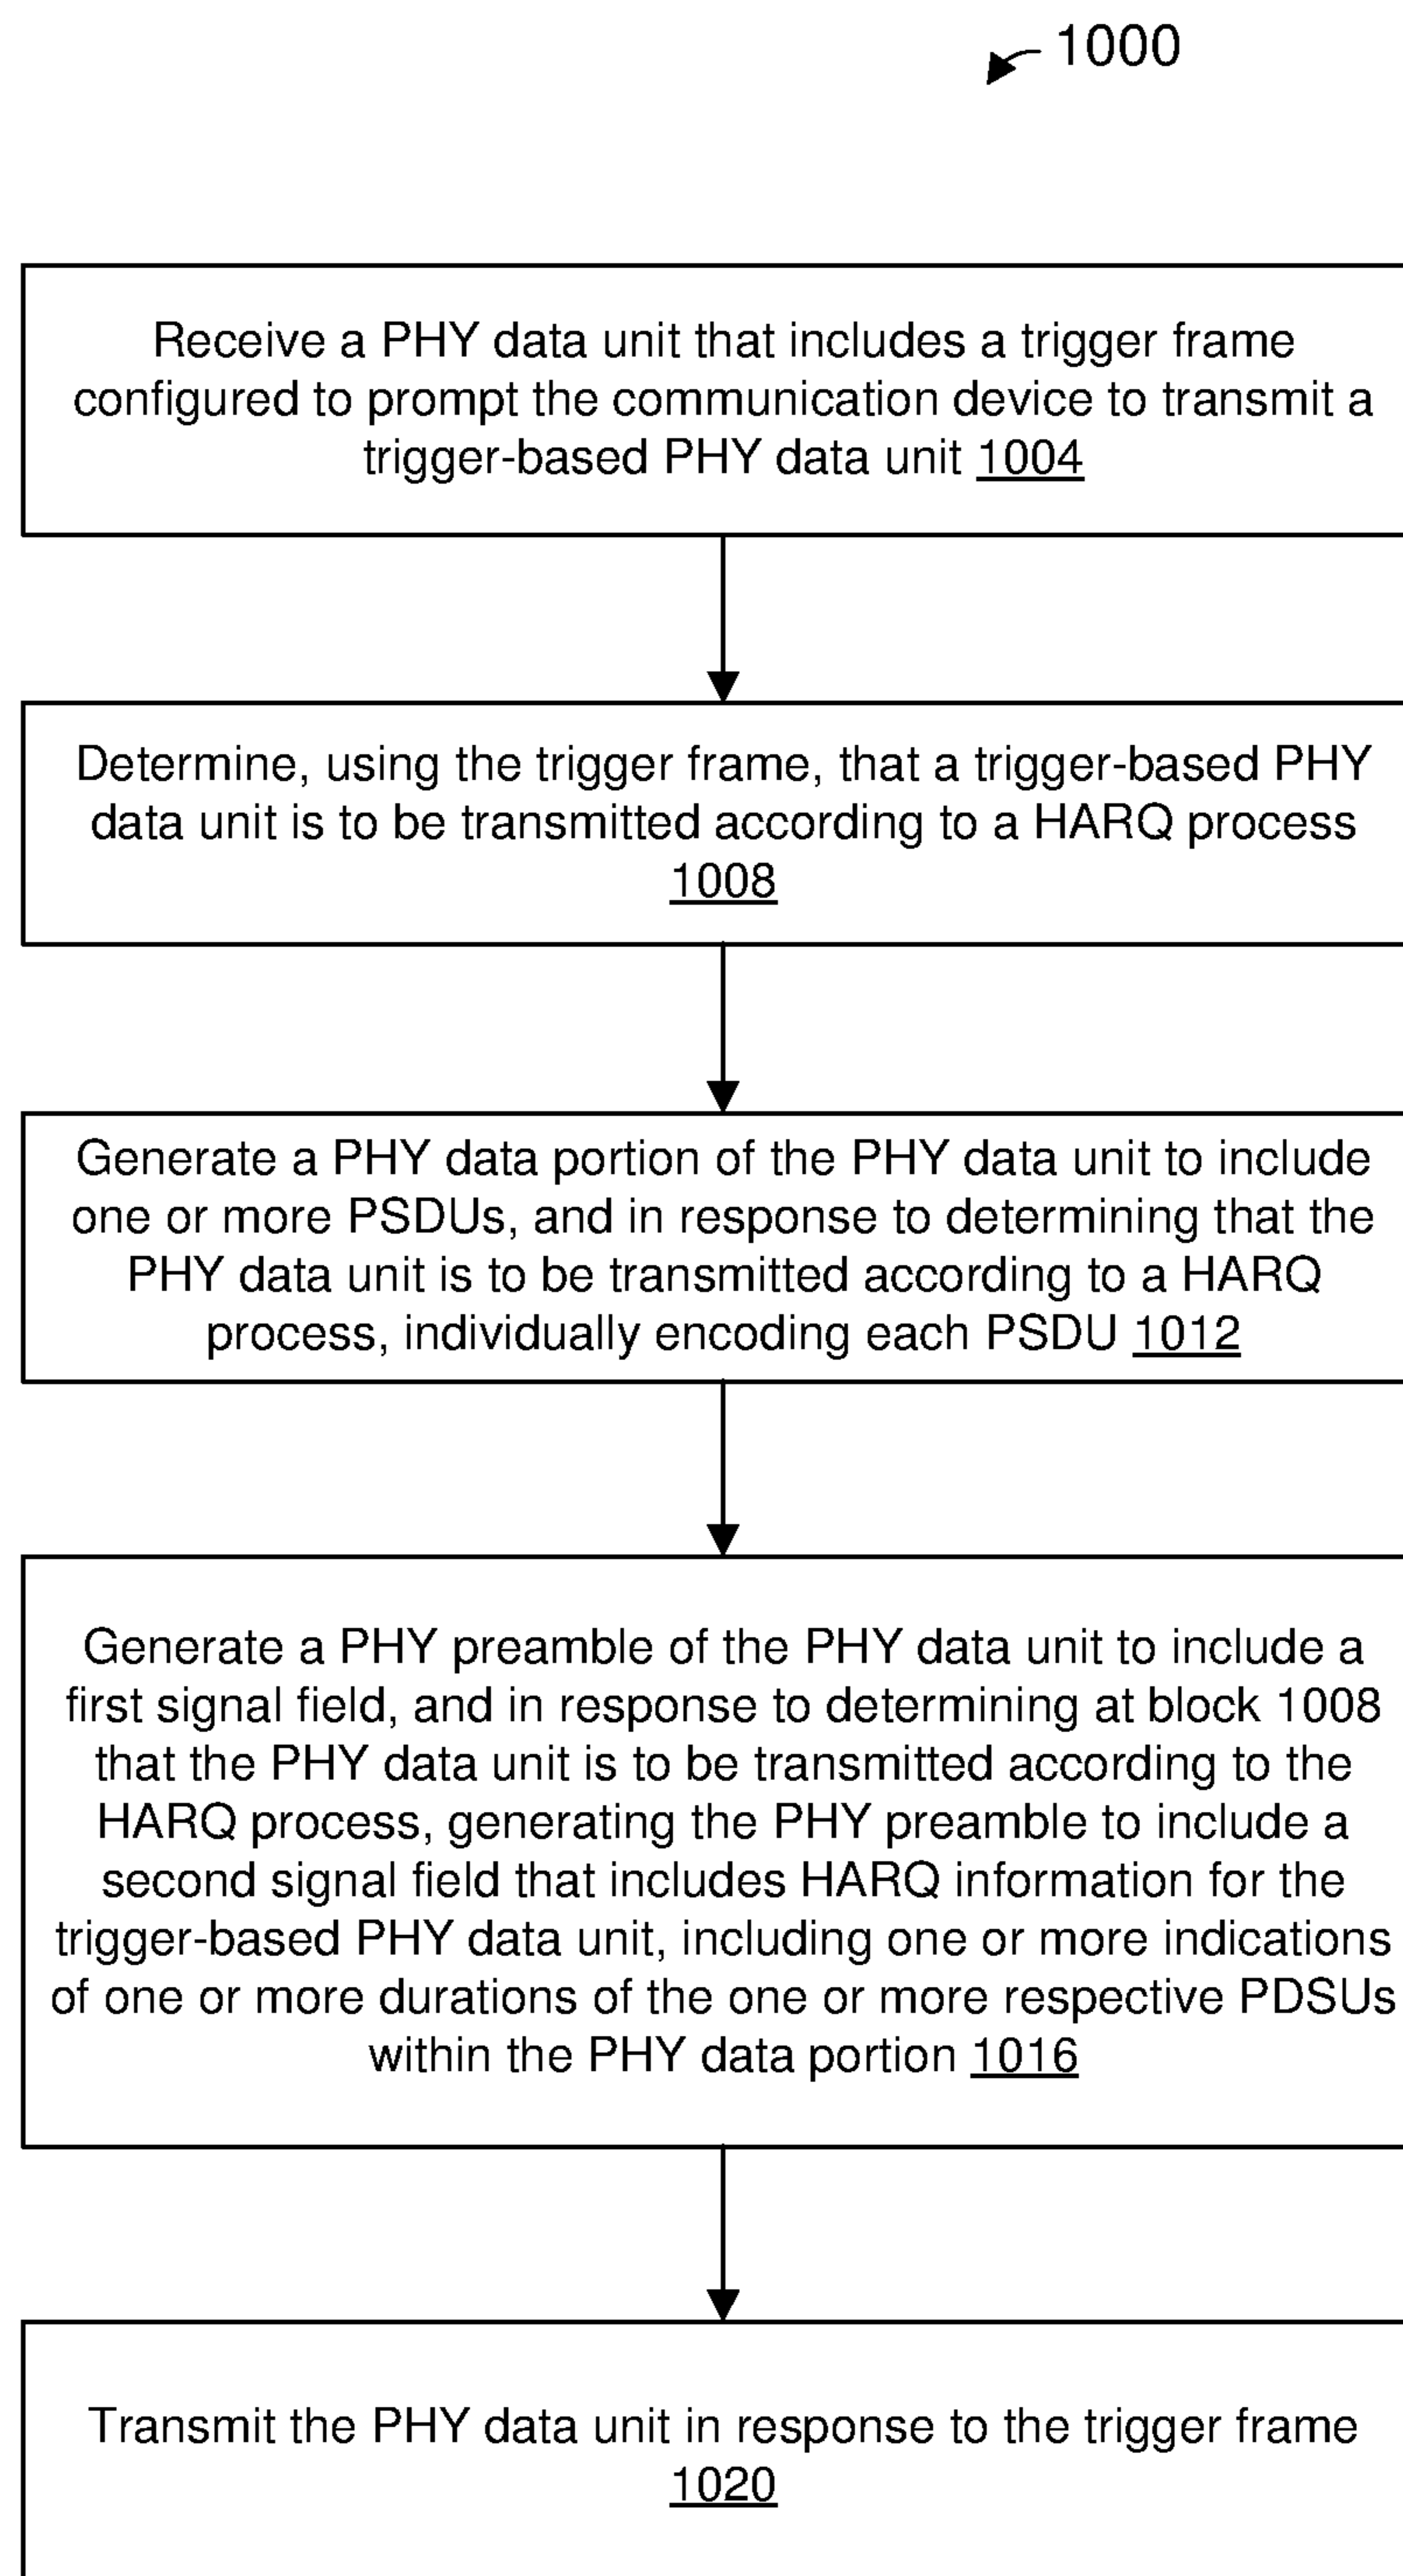 1000
Receive a PHY data unit that includes a trigger frame
configured to prompt the communication device to transmit a
trigger-based PHY data unit 1004
Determine, using the trigger frame, that a trigger-based PHY
data unit is to be transmitted according to a HARQ process
1008
Generate a PHY data portion of the PHY data unit to include
one or more PSDUs, and in response to determining that the
PHY data unit is to be transmitted according to a HARQ
process, individually encoding each PSDU 1012
Generate a PHY preamble of the PHY data unit to include a
first signal field, and in response to determining at block 1008
that the PHY data unit is to be transmitted according to the
HARQ process, generating the PHY preamble to include a
second signal field that includes HARQ information for the
trigger-based PHY data unit, including one or more indications
of one or more durations of the one or more respective PDSUs
within the PHY data portion 1016
Transmit the PHY data unit in response to the trigger frame
1020